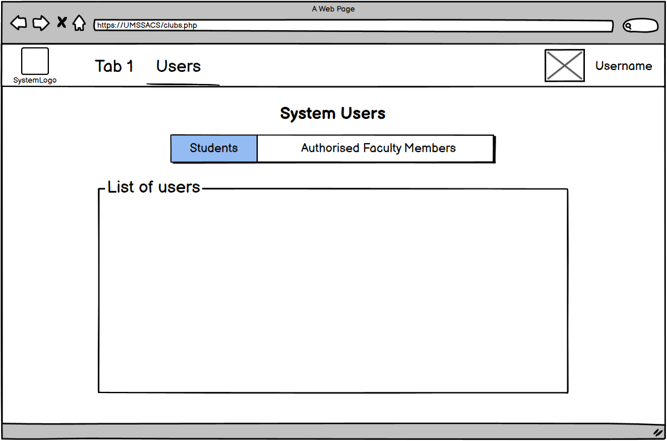 A Web Page
https://UMSSACS/clubs.php
SystemLogo
Tab 1
Users
Username
System Users
Students
Authorised Faculty Members
List of users